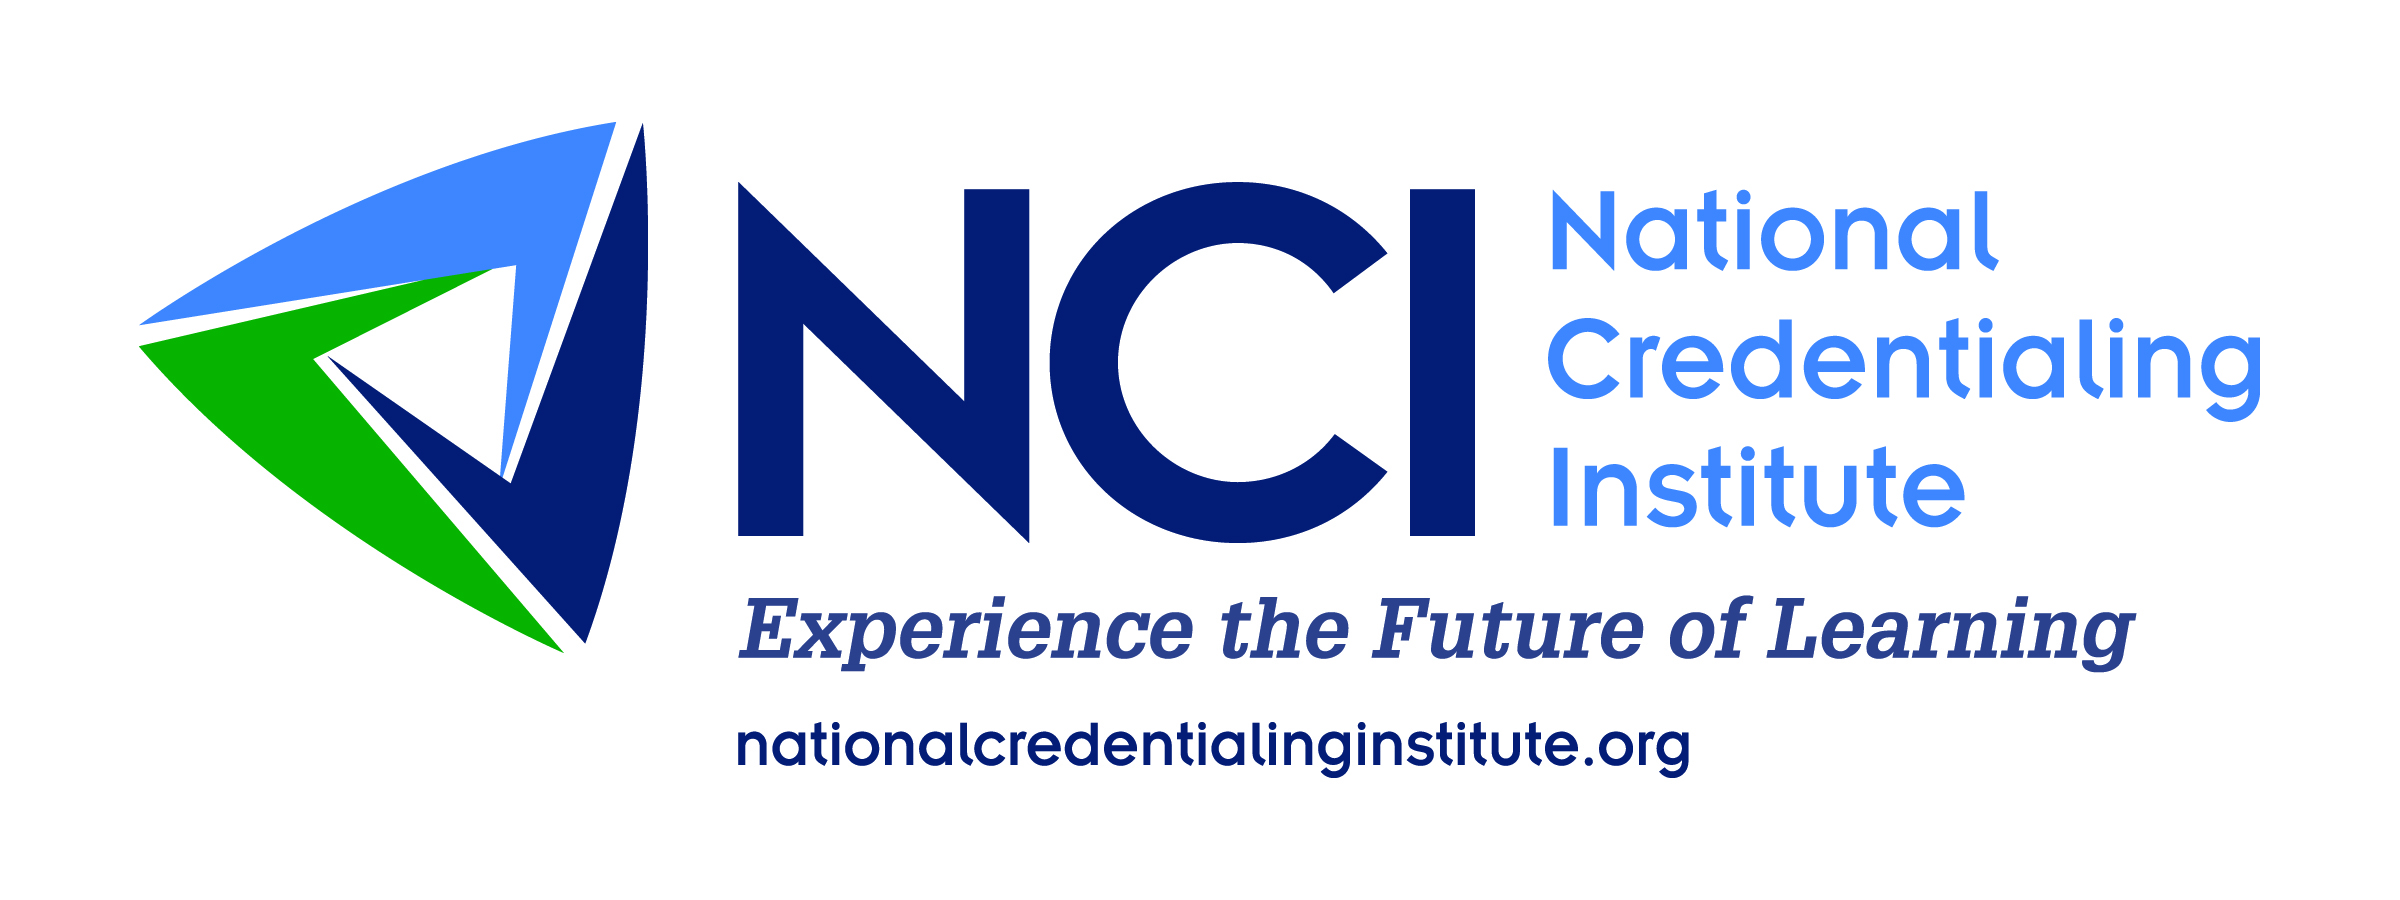 NCI
National
Credentialing
Institute
Experience the Future of Learning
nationalcredentialinginstitute.org